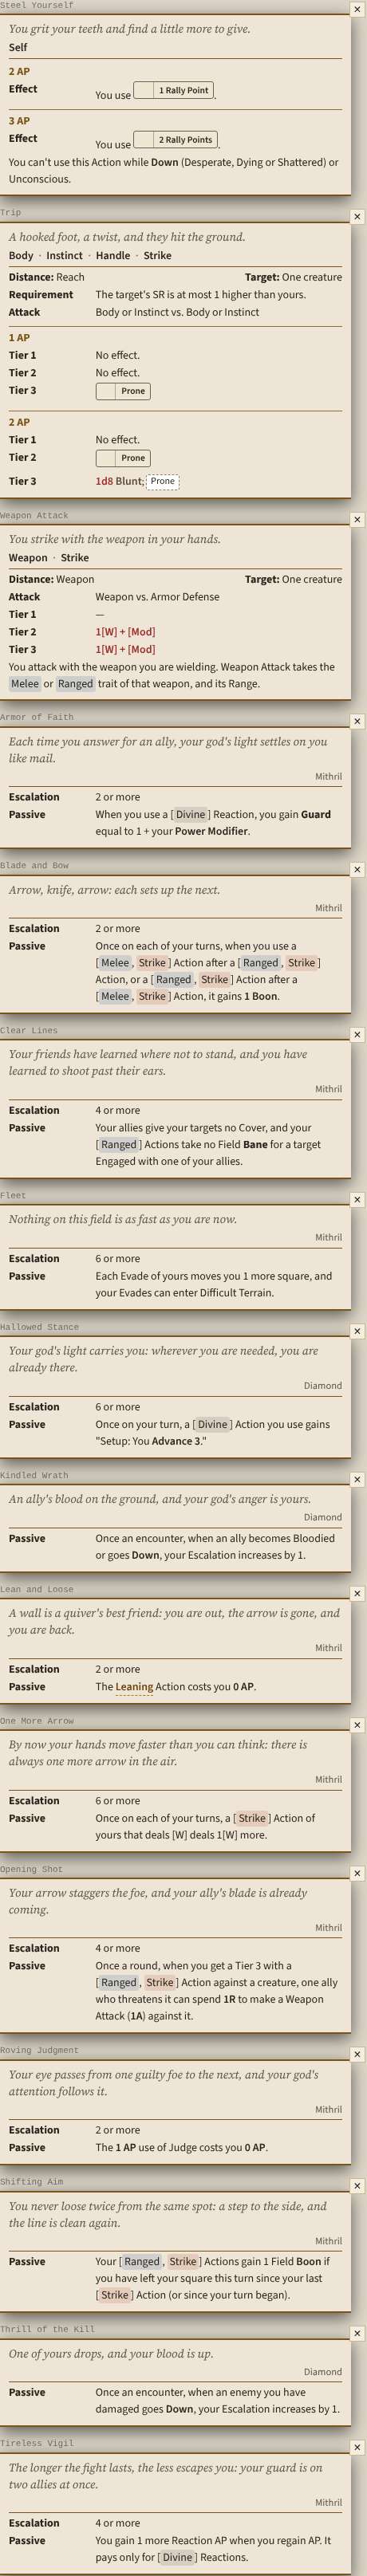 Steel Yourself
×
You grit your teeth and find a little more to give.
Self
2 AP
Effect You use 1 Rally Point.
3 AP
Effect You use 2 Rally Points.
You can't use this Action while Down (Desperate, Dying or Shattered) or
Unconscious.
Trip
×
A hooked foot, a twist, and they hit the ground.
Body · Instinct · Handle · Strike
Distance: Reach Target: One creature
Requirement The target's SR is at most 1 higher than yours.
Attack Body or Instinct vs. Body or Instinct
1 AP
Tier 1 No effect.
Tier 2 No effect.
Tier 3 Prone
2 AP
Tier 1 No effect.
Tier 2 Prone
Tier 3 1d8 Blunt; Prone
Weapon Attack
×
You strike with the weapon in your hands.
Weapon · Strike
Distance: Weapon Target: One creature
Attack Weapon vs. Armor Defense
Tier 1 —
Tier 2 1[W] + [Mod]
Tier 3 1[W] + [Mod]
You attack with the weapon you are wielding. Weapon Attack takes the
Melee or Ranged trait of that weapon, and its Range.
Armor of Faith
×
Each time you answer for an ally, your god's light settles on you
like mail.
Mithril
Escalation 2 or more
Passive When you use a [Divine] Reaction, you gain Guard
equal to 1 + your Power Modifier.
Blade and Bow
×
Arrow, knife, arrow: each sets up the next.
Mithril
Escalation 2 or more
Passive Once on each of your turns, when you use a
[Melee, Strike] Action after a [Ranged, Strike]
Action, or a [Ranged, Strike] Action after a
[Melee, Strike] Action, it gains 1 Boon.
Clear Lines
×
Your friends have learned where not to stand, and you have
learned to shoot past their ears.
Mithril
Escalation 4 or more
Passive Your allies give your targets no Cover, and your
[Ranged] Actions take no Field Bane for a target
Engaged with one of your allies.
Fleet
×
Nothing on this field is as fast as you are now.
Mithril
Escalation 6 or more
Passive Each Evade of yours moves you 1 more square, and
your Evades can enter Difficult Terrain.
Hallowed Stance
×
Your god's light carries you: wherever you are needed, you are
already there.
Diamond
Escalation 6 or more
Passive Once on your turn, a [Divine] Action you use gains
"Setup: You Advance 3."
Kindled Wrath
×
An ally's blood on the ground, and your god's anger is yours.
Diamond
Passive Once an encounter, when an ally becomes Bloodied
or goes Down, your Escalation increases by 1.
Lean and Loose
×
A wall is a quiver's best friend: you are out, the arrow is gone, and
you are back.
Mithril
Escalation 2 or more
Passive The Leaning Action costs you 0 AP.
One More Arrow
×
By now your hands move faster than you can think: there is
always one more arrow in the air.
Mithril
Escalation 6 or more
Passive Once on each of your turns, a [Strike] Action of
yours that deals [W] deals 1[W] more.
Opening Shot
×
Your arrow staggers the foe, and your ally's blade is already
coming.
Mithril
Escalation 4 or more
Passive Once a round, when you get a Tier 3 with a
[Ranged, Strike] Action against a creature, one ally
who threatens it can spend 1R to make a Weapon
Attack (1A) against it.
Roving Judgment
×
Your eye passes from one guilty foe to the next, and your god's
attention follows it.
Mithril
Escalation 2 or more
Passive The 1 AP use of Judge costs you 0 AP.
Shifting Aim
×
You never loose twice from the same spot: a step to the side, and
the line is clean again.
Mithril
Passive Your [Ranged, Strike] Actions gain 1 Field Boon if
you have left your square this turn since your last
[Strike] Action (or since your turn began).
Thrill of the Kill
×
One of yours drops, and your blood is up.
Diamond
Passive Once an encounter, when an enemy you have
damaged goes Down, your Escalation increases by 1.
Tireless Vigil
×
The longer the fight lasts, the less escapes you: your guard is on
two allies at once.
Mithril
Escalation 4 or more
Passive You gain 1 more Reaction AP when you regain AP. It
pays only for [Divine] Reactions.